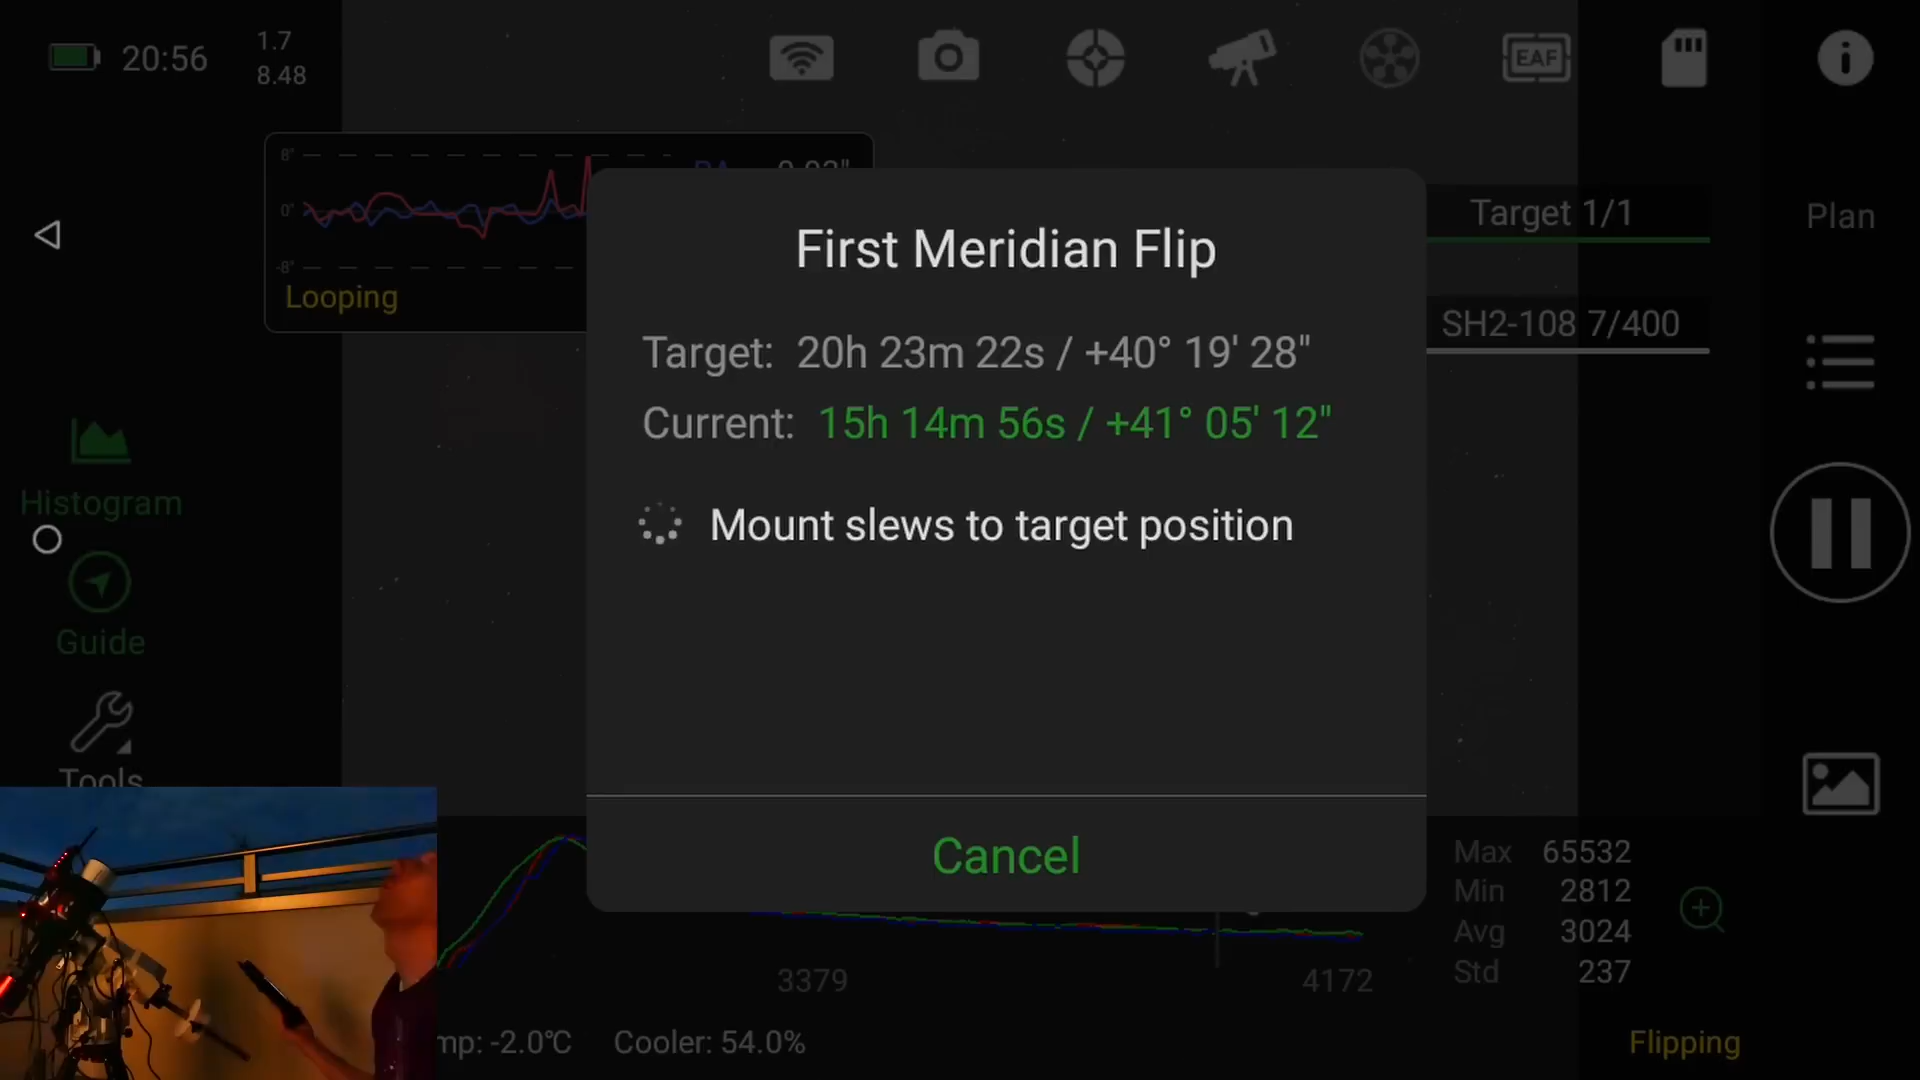 20:56
1.7
8.48
EAF
8"
0"
-8"
Looping
First Meridian Flip
Target: 20h 23m 22s / +40° 19' 28"
Current: 15h 14m 56s / +41° 05' 12"
Mount slews to target position
Cancel
Target 1/1
SH2-108 7/400
Plan
Histogram
Guide
Tools
3379
4172
Max 65532
Min 2812
Avg 3024
Std 237
mp: -2.0℃
Cooler: 54.0%
Flipping